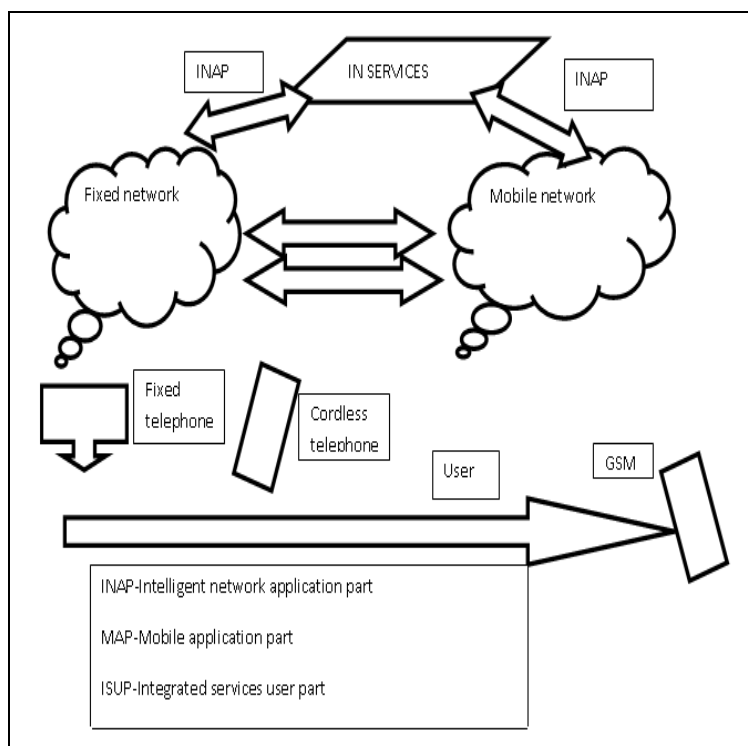 INAP
IN SERVICES
INAP
Fixed network
Mobile network
Fixed
telephone
Cordless
telephone
User
GSM
INAP-Intelligent network application part
MAP-Mobile application part
ISUP-Integrated services user part